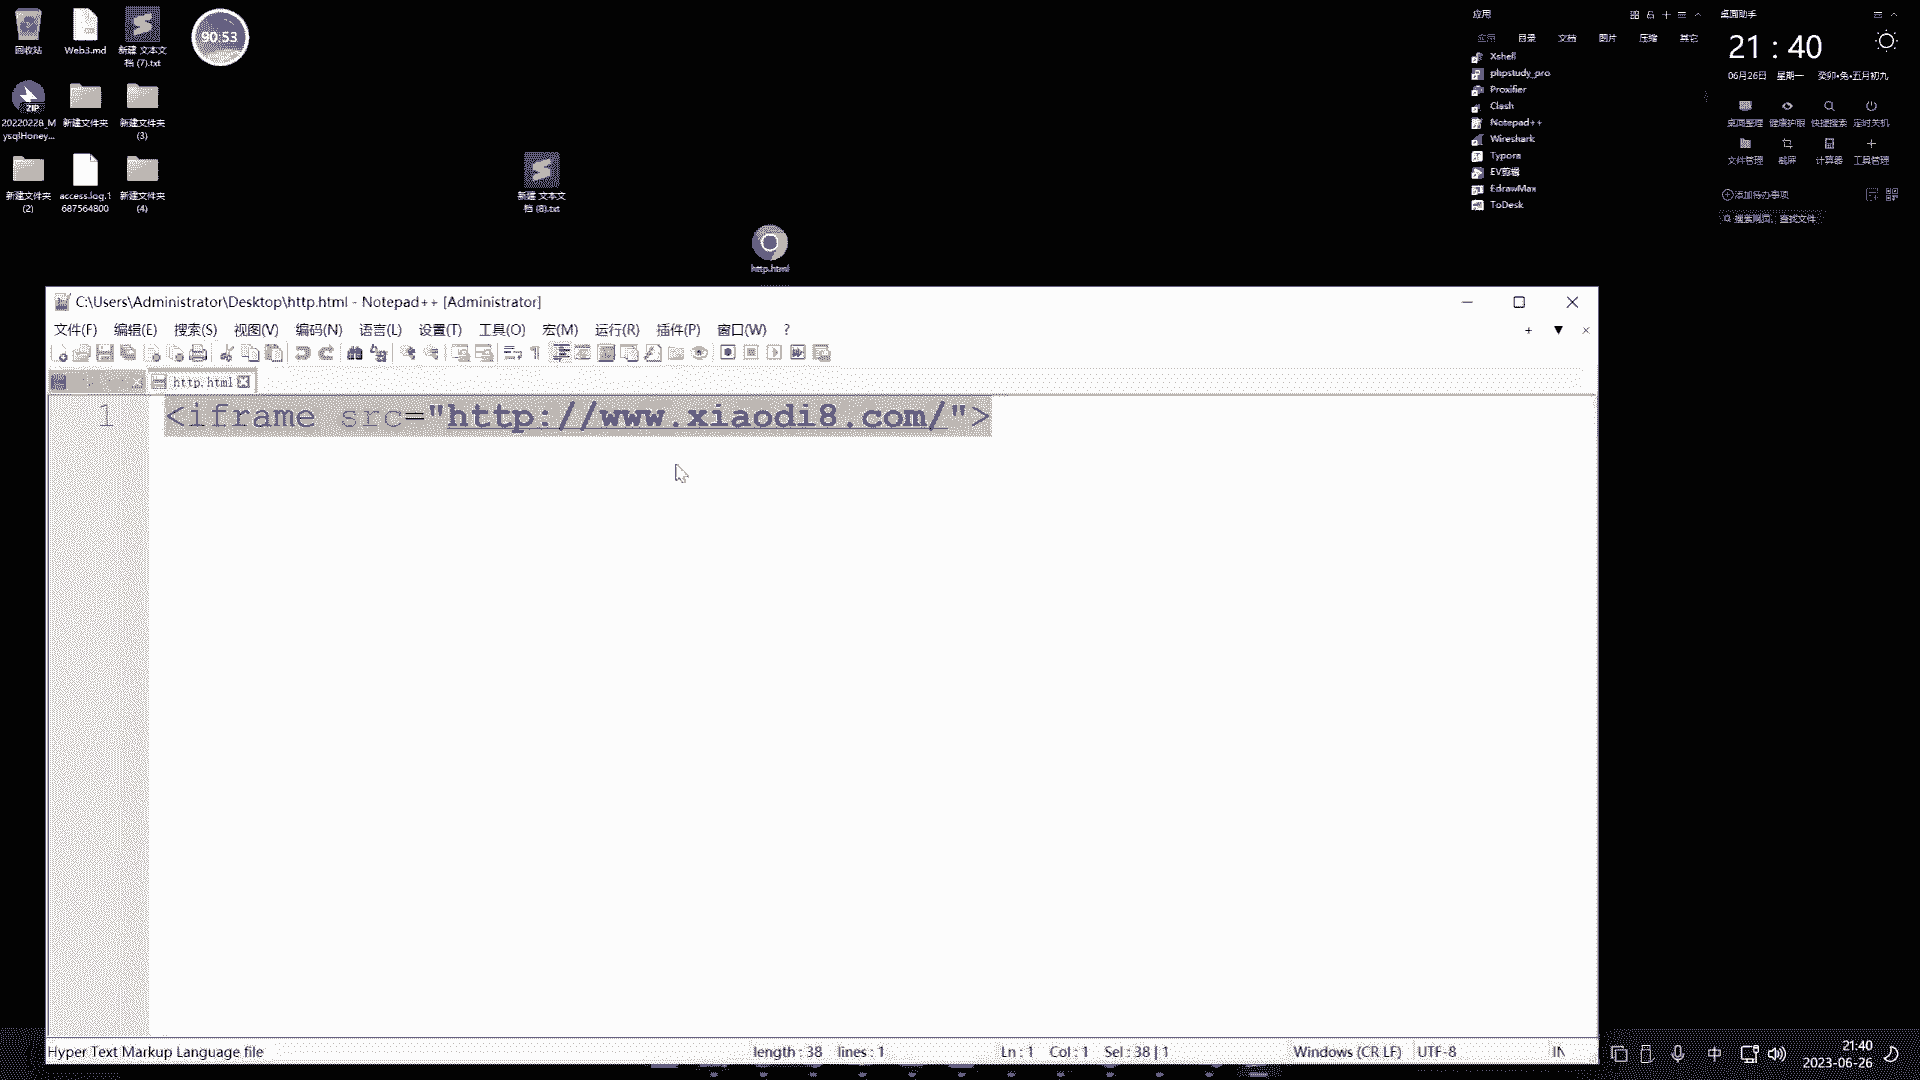 回收站
Web3.md
新建 文本文
档 (7).txt
90:53
20220228_M
ysqlHoney...
新建文件夹
新建文件夹
(3)
新建文件夹
(2)
access.log.1
687564800
新建文件夹
(4)
新建 文本文
档 (8).txt
http.html
应用
应用 目录 文档 图片 压缩 其它
Xshell
phpstudy_pro
Proxifier
Clash
Notepad++
Wireshark
Typora
EV剪辑
EdrawMax
ToDesk
桌面助手
21 : 40
06月26日 星期一 癸卯•兔•五月初九
桌面整理 健康护眼 快捷搜索 定时关机
文件管理 截屏 计算器 工具管理
添加待办事项
搜索网页、查找文件
C:\Users\Administrator\Desktop\http.html - Notepad++ [Administrator]
文件(F) 编辑(E) 搜索(S) 视图(V) 编码(N) 语言(L) 设置(T) 工具(O) 宏(M) 运行(R) 插件(P) 窗口(W) ?
http.html
1 <iframe src="http://www.xiaodi8.com/">
Hyper Text Markup Language file length : 38 lines : 1 Ln : 1 Col : 1 Sel : 38 | 1 Windows (CR LF) UTF-8 IN
中
21:40
2023-06-26